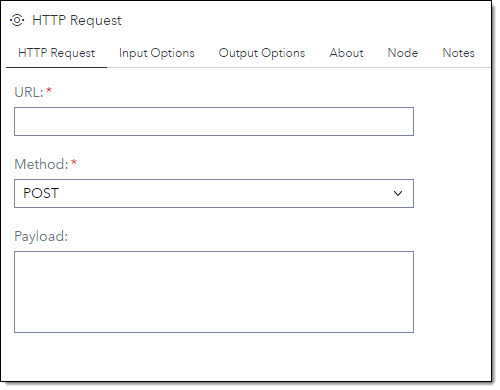 HTTP Request
HTTP Request Input Options Output Options About Node Notes
URL:*
Method:*
POST
Payload: